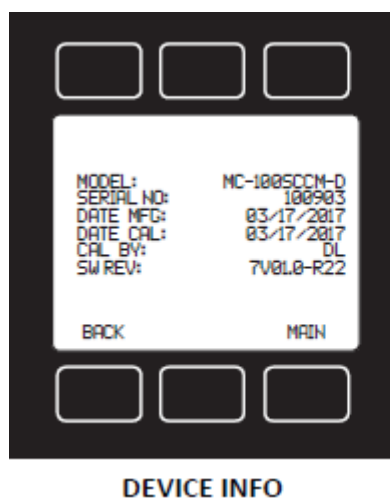 MODEL: MC-100SCCM-D
SERIAL NO: 100903
DATE MFG: 03/17/2017
DATE CAL: 03/17/2017
CAL BY: DL
SW REV: 7V01.0-R22
BACK MAIN
DEVICE INFO